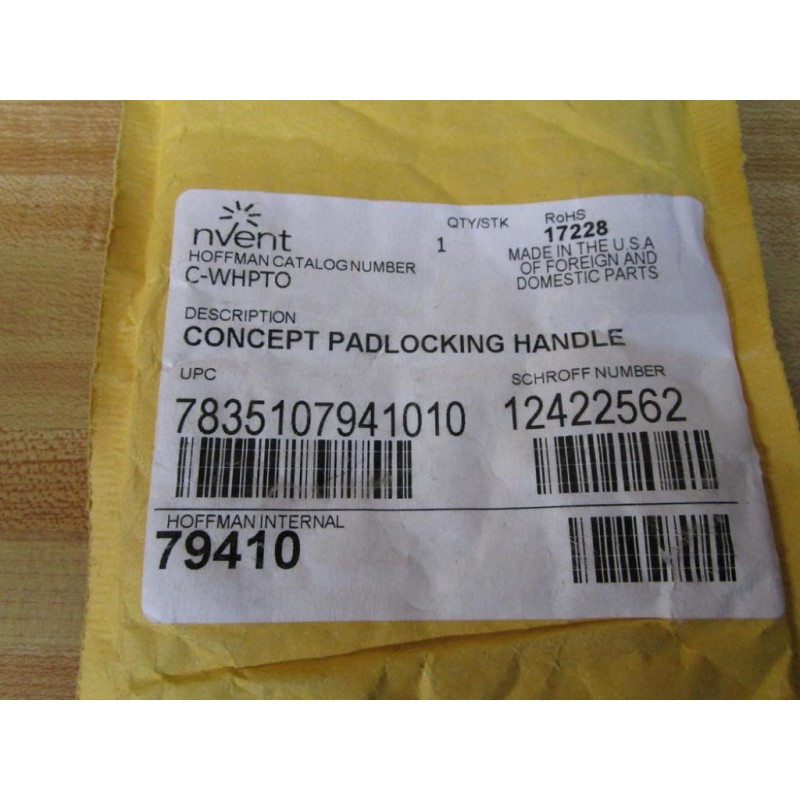 nvent
HOFFMAN CATALOG NUMBER
C-WHPTO
QTY/STK
1
RoHS
17228
MADE IN THE U.S.A
OF FOREIGN AND
DOMESTIC PARTS
DESCRIPTION
CONCEPT PADLOCKING HANDLE
UPC
7835107941010
SCHROFF NUMBER
12422562
HOFFMAN INTERNAL
79410